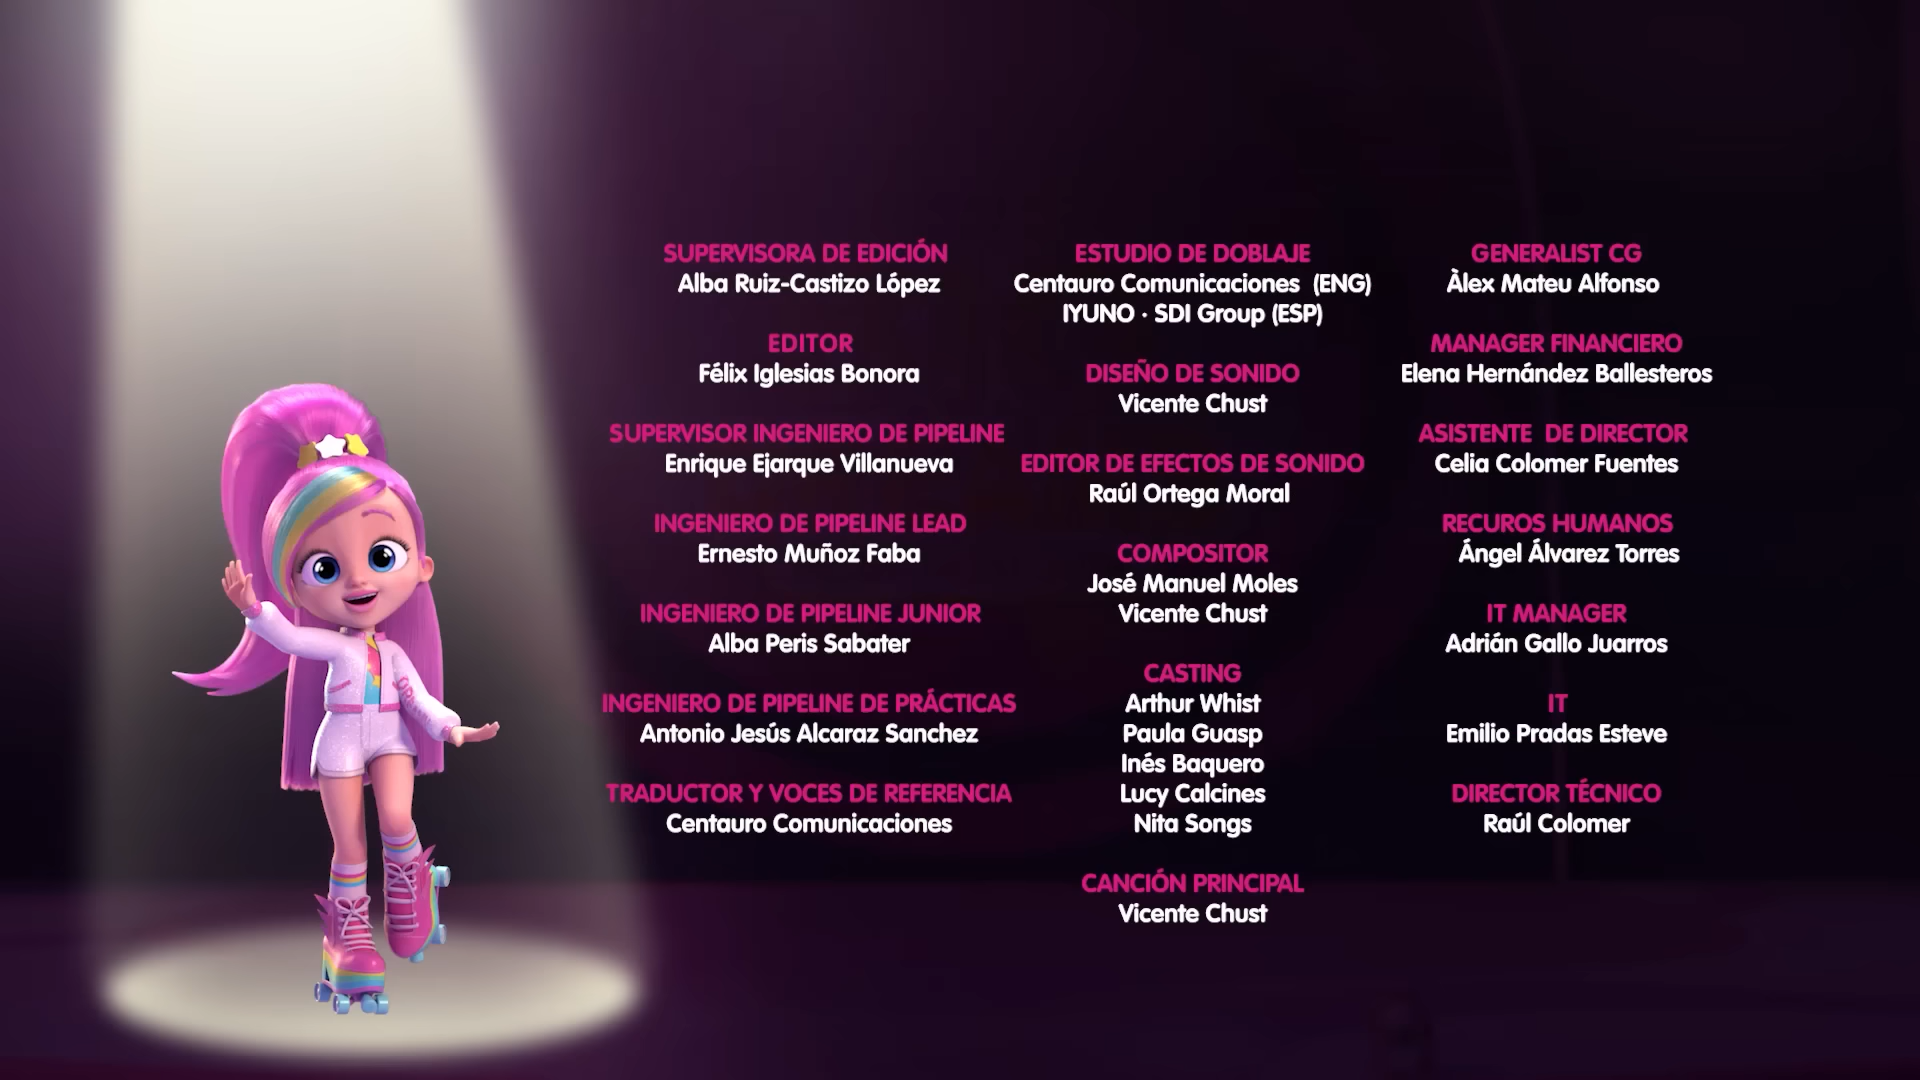 SUPERVISORA DE EDICIÓN
Alba Ruiz-Castizo López
EDITOR
Félix Iglesias Bonora
SUPERVISOR INGENIERO DE PIPELINE
Enrique Ejarque Villanueva
INGENIERO DE PIPELINE LEAD
Ernesto Muñoz Faba
INGENIERO DE PIPELINE JUNIOR
Alba Peris Sabater
INGENIERO DE PIPELINE DE PRÁCTICAS
Antonio Jesús Alcaraz Sanchez
TRADUCTOR Y VOCES DE REFERENCIA
Centauro Comunicaciones
ESTUDIO DE DOBLAJE
Centauro Comunicaciones (ENG)
IYUNO · SDI Group (ESP)
DISEÑO DE SONIDO
Vicente Chust
EDITOR DE EFECTOS DE SONIDO
Raúl Ortega Moral
COMPOSITOR
José Manuel Moles
Vicente Chust
CASTING
Arthur Whist
Paula Guasp
Inés Baquero
Lucy Calcines
Nita Songs
CANCIÓN PRINCIPAL
Vicente Chust
GENERALIST CG
Àlex Mateu Alfonso
MANAGER FINANCIERO
Elena Hernández Ballesteros
ASISTENTE DE DIRECTOR
Celia Colomer Fuentes
RECUROS HUMANOS
Ángel Álvarez Torres
IT MANAGER
Adrián Gallo Juarros
IT
Emilio Pradas Esteve
DIRECTOR TÉCNICO
Raúl Colomer